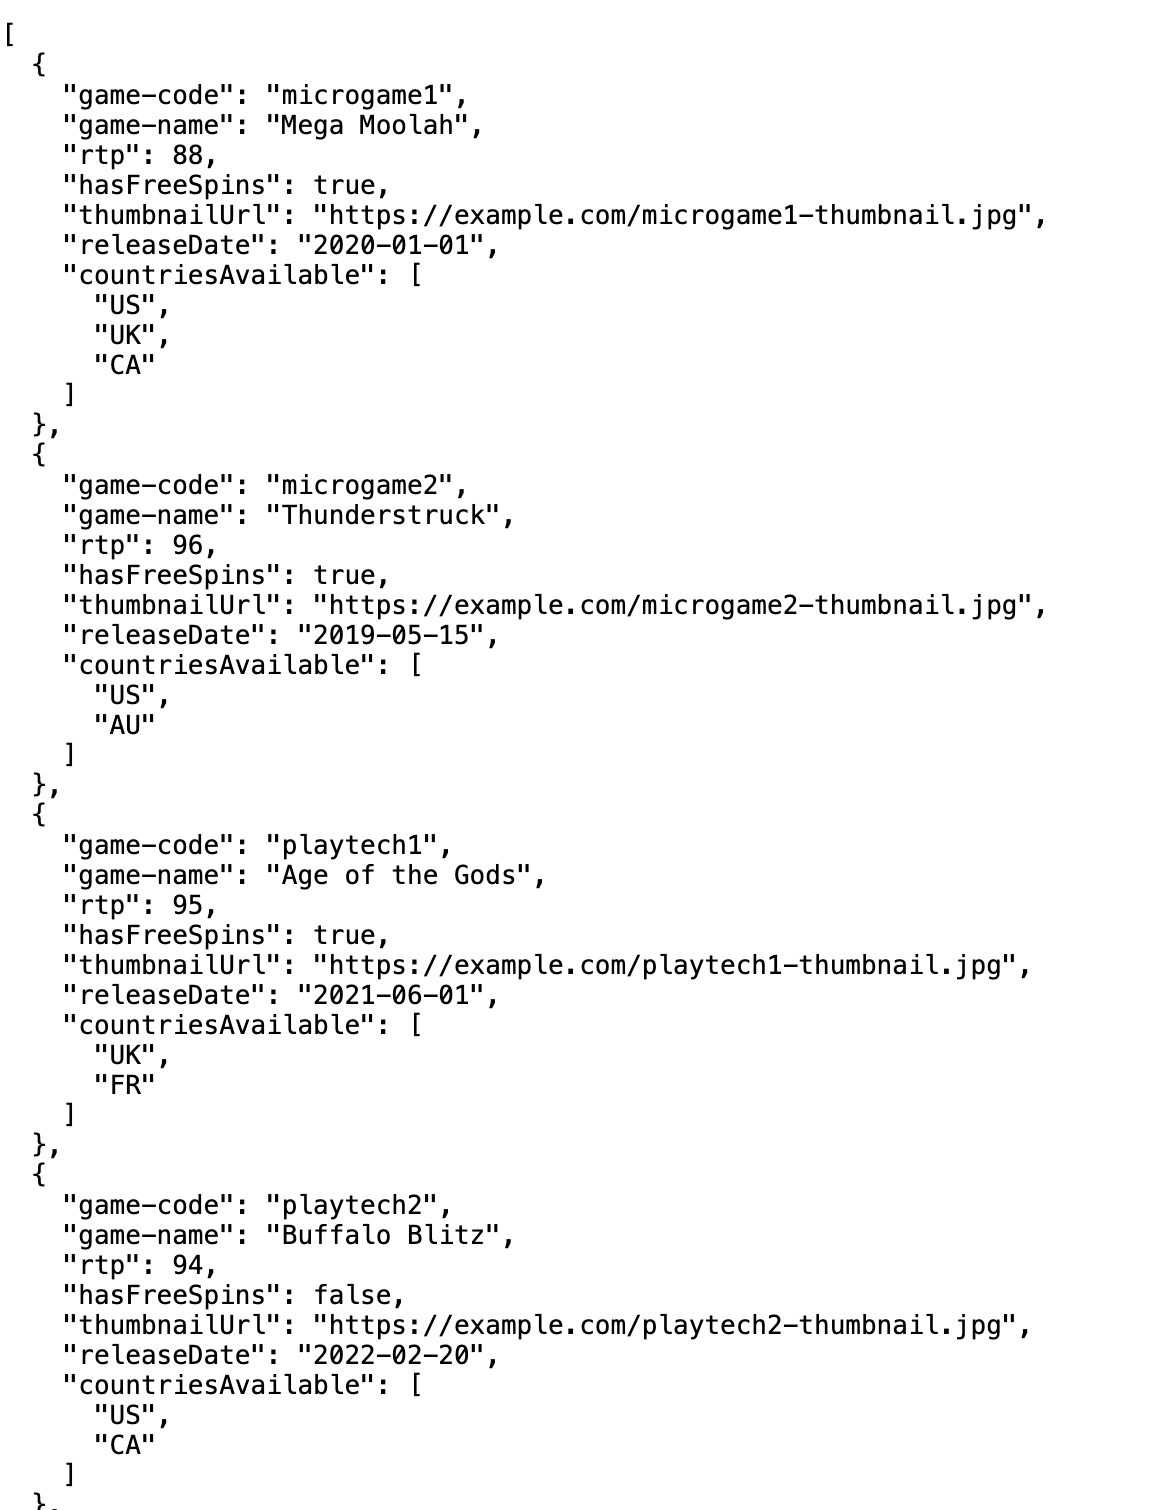 [
  {
    "game-code": "microgame1",
    "game-name": "Mega Moolah",
    "rtp": 88,
    "hasFreeSpins": true,
    "thumbnailUrl": "https://example.com/microgame1-thumbnail.jpg",
    "releaseDate": "2020-01-01",
    "countriesAvailable": [
      "US",
      "UK",
      "CA"
    ]
  },
  {
    "game-code": "microgame2",
    "game-name": "Thunderstruck",
    "rtp": 96,
    "hasFreeSpins": true,
    "thumbnailUrl": "https://example.com/microgame2-thumbnail.jpg",
    "releaseDate": "2019-05-15",
    "countriesAvailable": [
      "US",
      "AU"
    ]
  },
  {
    "game-code": "playtech1",
    "game-name": "Age of the Gods",
    "rtp": 95,
    "hasFreeSpins": true,
    "thumbnailUrl": "https://example.com/playtech1-thumbnail.jpg",
    "releaseDate": "2021-06-01",
    "countriesAvailable": [
      "UK",
      "FR"
    ]
  },
  {
    "game-code": "playtech2",
    "game-name": "Buffalo Blitz",
    "rtp": 94,
    "hasFreeSpins": false,
    "thumbnailUrl": "https://example.com/playtech2-thumbnail.jpg",
    "releaseDate": "2022-02-20",
    "countriesAvailable": [
      "US",
      "CA"
    ]
  },